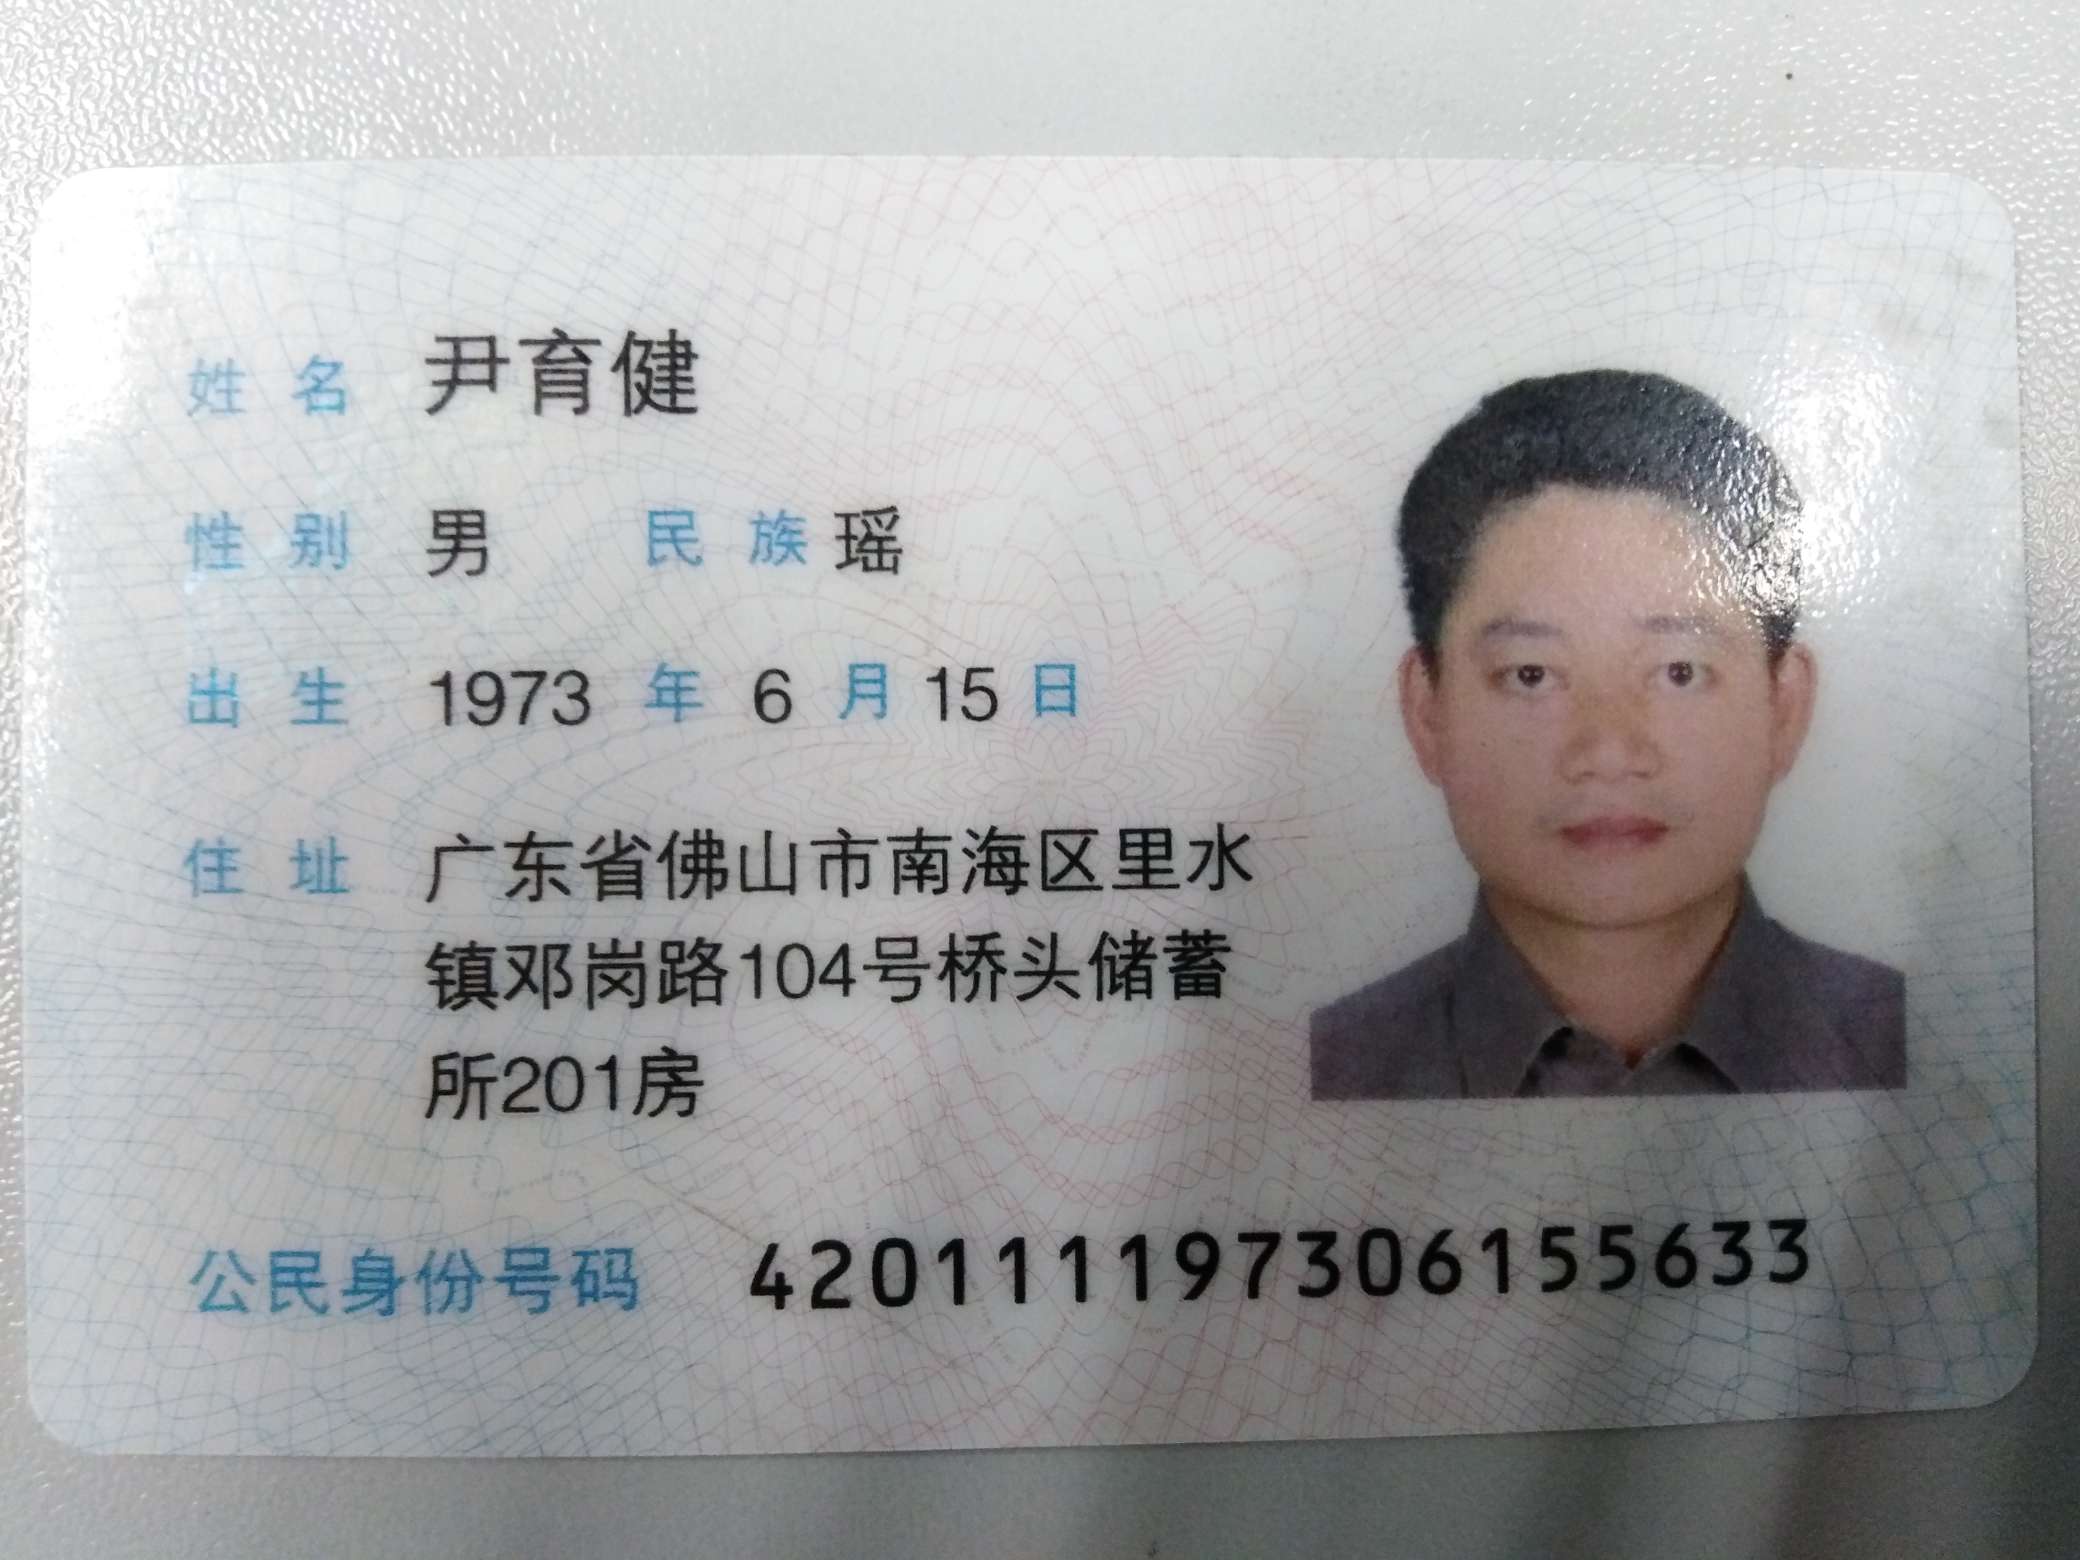 姓名 尹育健
性别 男 民族 瑶
出生 1973 年 6 月 15 日
住址 广东省佛山市南海区里水
镇邓岗路104号桥头储蓄
所201房
公民身份号码 420111197306155633